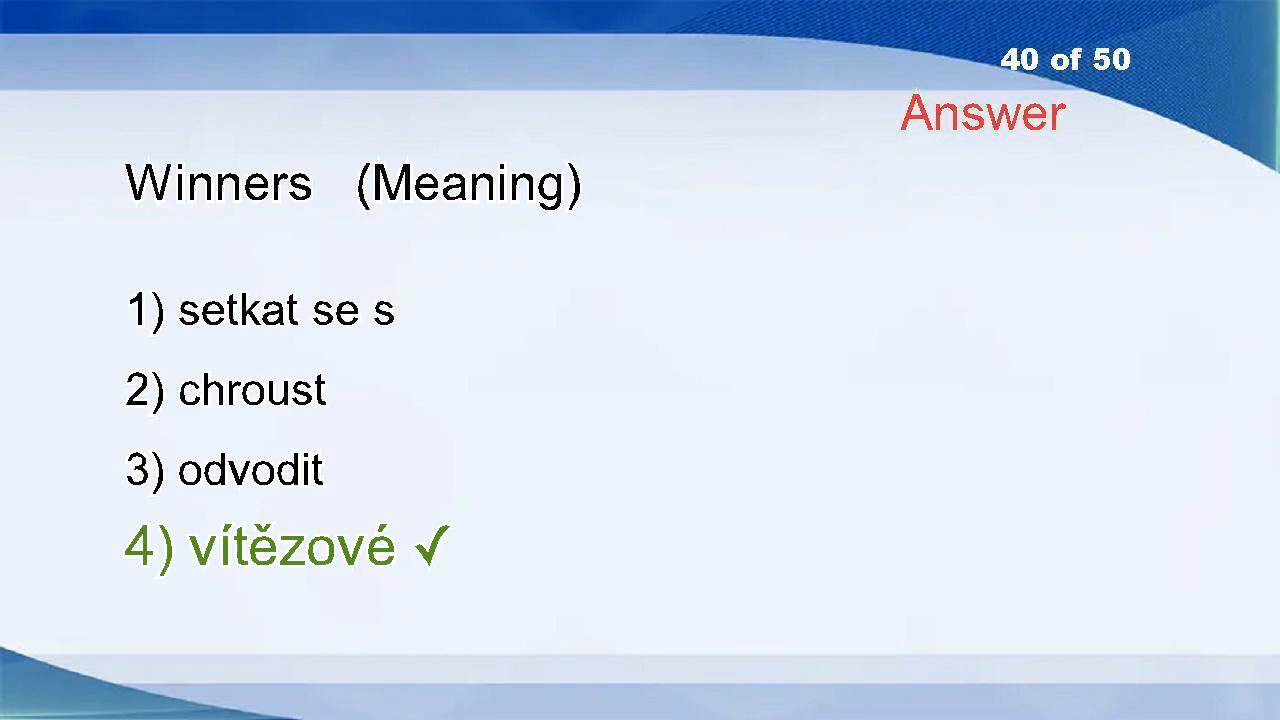 40 of 50
Answer
Winners (Meaning)
1) setkat se s
2) chroust
3) odvodit
4) vítězové ✓